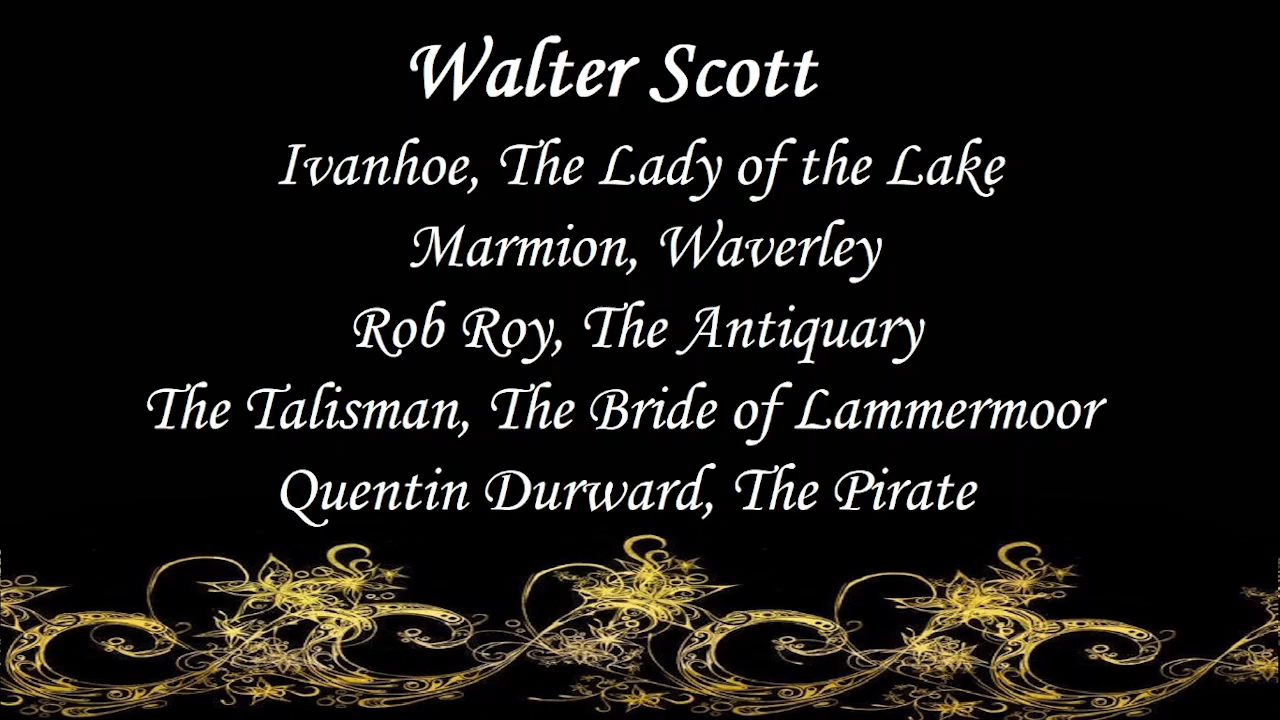 Walter Scott
Ivanhoe, The Lady of the Lake
Marmion, Waverley
Rob Roy, The Antiquary
The Talisman, The Bride of Lammermoor
Quentin Durward, The Pirate